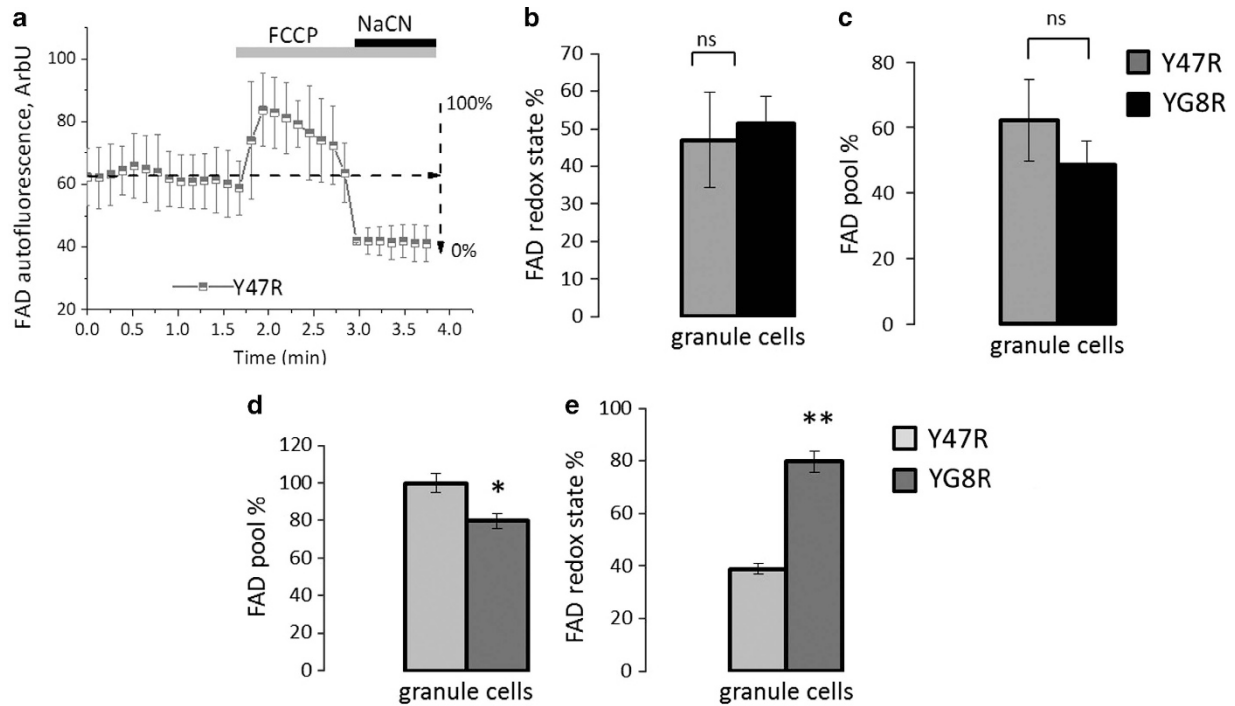 a
FAD autofluorescence, ArbU
100
80
60
40
20
FCCP
NaCN
100%
0%
Y47R
0.0 0.5 1.0 1.5 2.0 2.5 3.0 3.5 4.0
Time (min)
b
FAD redox state %
70
60
50
40
30
20
10
0
ns
granule cells
c
FAD pool %
80
60
40
20
0
ns
granule cells
Y47R
YG8R
d
FAD pool %
120
100
80
60
40
20
0
*
granule cells
e
FAD redox state %
100
80
60
40
20
0
**
granule cells
Y47R
YG8R